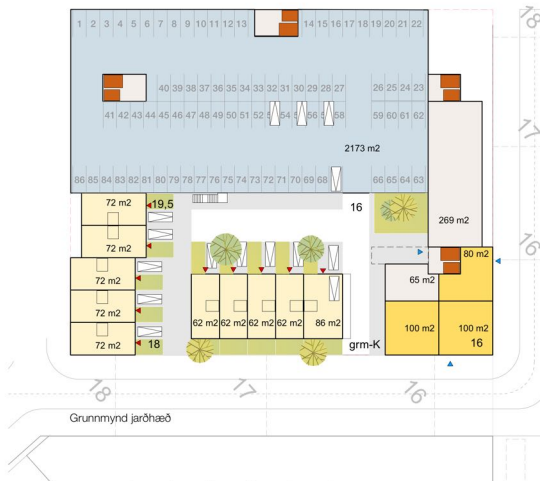 18
1 2 3 4 5 6 7 8 9 10 11 12 13 14 15 16 17 18 19 20 21 22
40 39 38 37 36 35 34 33 32 31 30 29 28 27 26 25 24 23
41 42 43 44 45 46 47 48 49 50 51 52 54 56 58 59 60 61 62
17
2173 m2
86 85 84 83 82 81 80 79 78 77 76 75 74 73 72 71 70 69 68 66 65 64 63
72 m2
19,5
16
269 m2
72 m2
80 m2
16
72 m2
65 m2
72 m2
62 m2 62 m2 62 m2 62 m2 86 m2
100 m2 100 m2
72 m2
18
grm-K
16
18
17
16
Grunnmynd jarðhæð